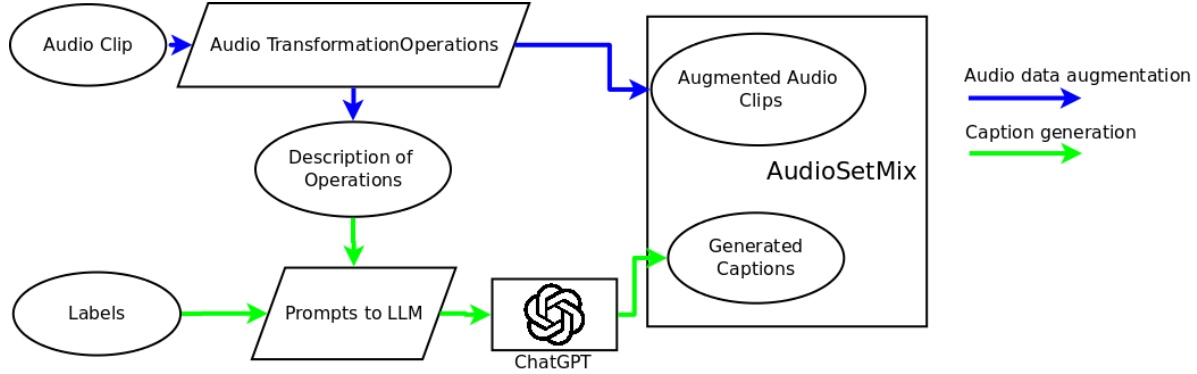 Audio Clip
Audio TransformationOperations
Augmented Audio
Clips
Audio data augmentation
Caption generation
Description of
Operations
AudioSetMix
Labels
Prompts to LLM
ChatGPT
Generated
Captions